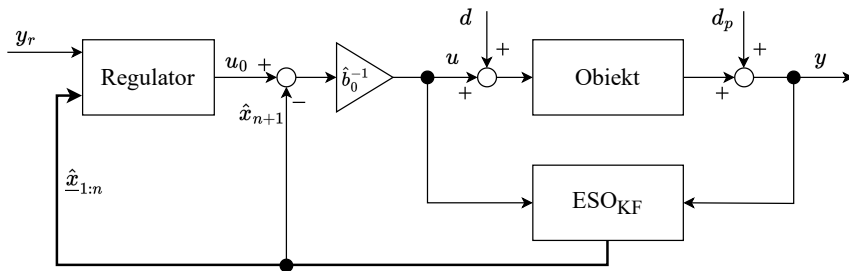 d
d_p
y_r
u_0
+
u
+
+
y
Regulator
−
b̂_0^{-1}
+
Obiekt
+
x̂_{n+1}
+
x̂_{1:n}
ESO_KF